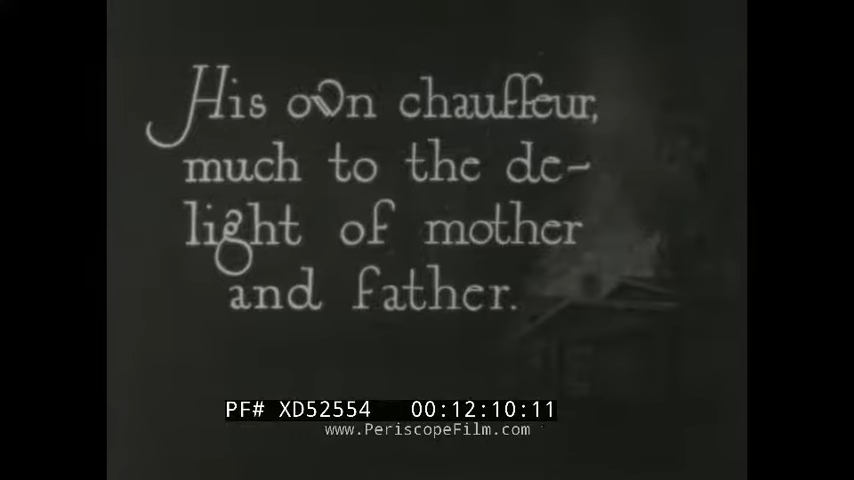 His own chauffeur,
much to the de-
light of mother
and father.
PF# XD52554 00:12:10:11
www.PeriscopeFilm.com